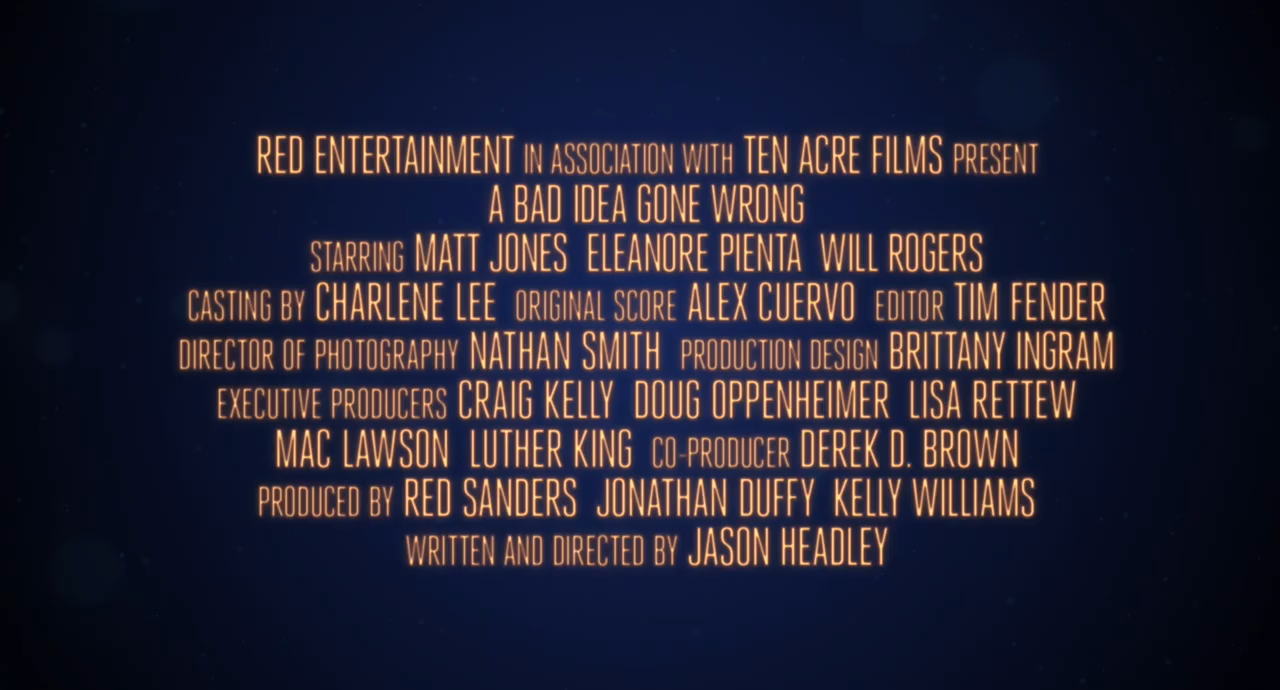 RED ENTERTAINMENT IN ASSOCIATION WITH TEN ACRE FILMS PRESENT
A BAD IDEA GONE WRONG
STARRING MATT JONES ELEANORE PIENTA WILL ROGERS
CASTING BY CHARLENE LEE ORIGINAL SCORE ALEX CUERVO EDITOR TIM FENDER
DIRECTOR OF PHOTOGRAPHY NATHAN SMITH PRODUCTION DESIGN BRITTANY INGRAM
EXECUTIVE PRODUCERS CRAIG KELLY DOUG OPPENHEIMER LISA RETTEW
MAC LAWSON LUTHER KING CO-PRODUCER DEREK D. BROWN
PRODUCED BY RED SANDERS JONATHAN DUFFY KELLY WILLIAMS
WRITTEN AND DIRECTED BY JASON HEADLEY